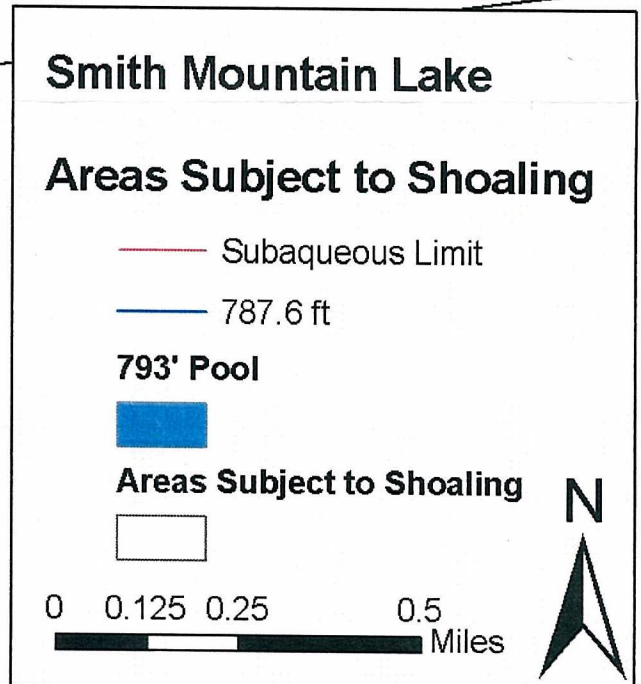 Smith Mountain Lake
Areas Subject to Shoaling
Subaqueous Limit
787.6 ft
793' Pool
Areas Subject to Shoaling
N
0 0.125 0.25 0.5
Miles